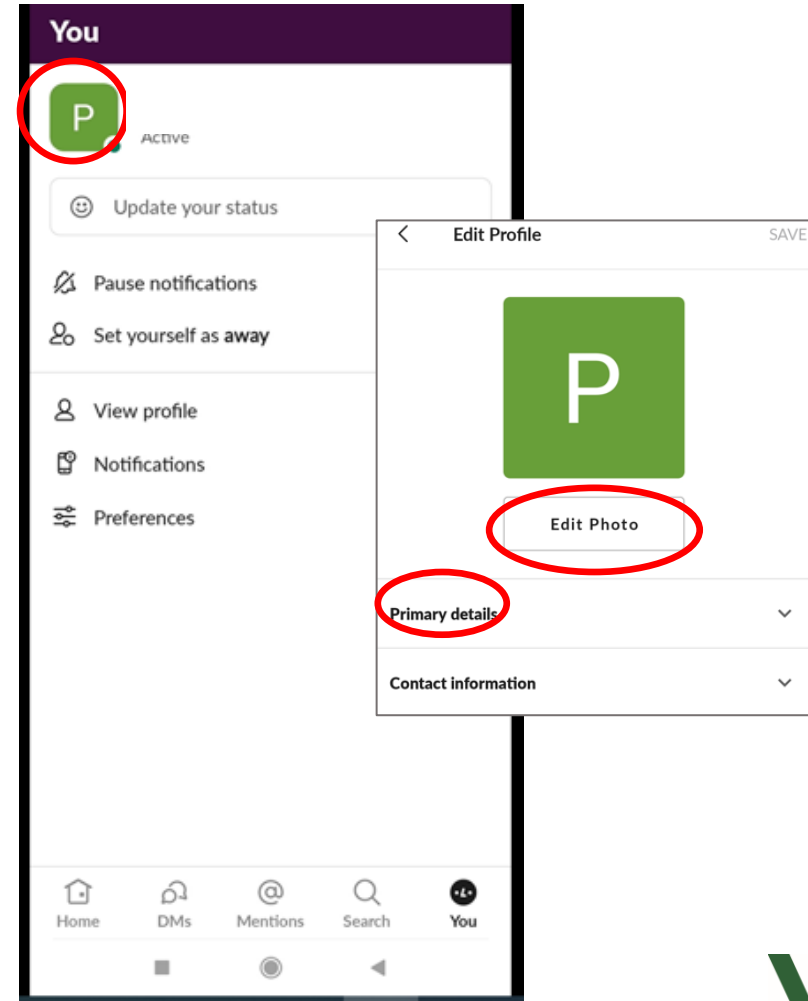 You
P
Active
Update your status
Pause notifications
Set yourself as away
View profile
Notifications
Preferences
Home
DMs
Mentions
Search
You
Edit Profile
SAVE
P
Edit Photo
Primary details
Contact information